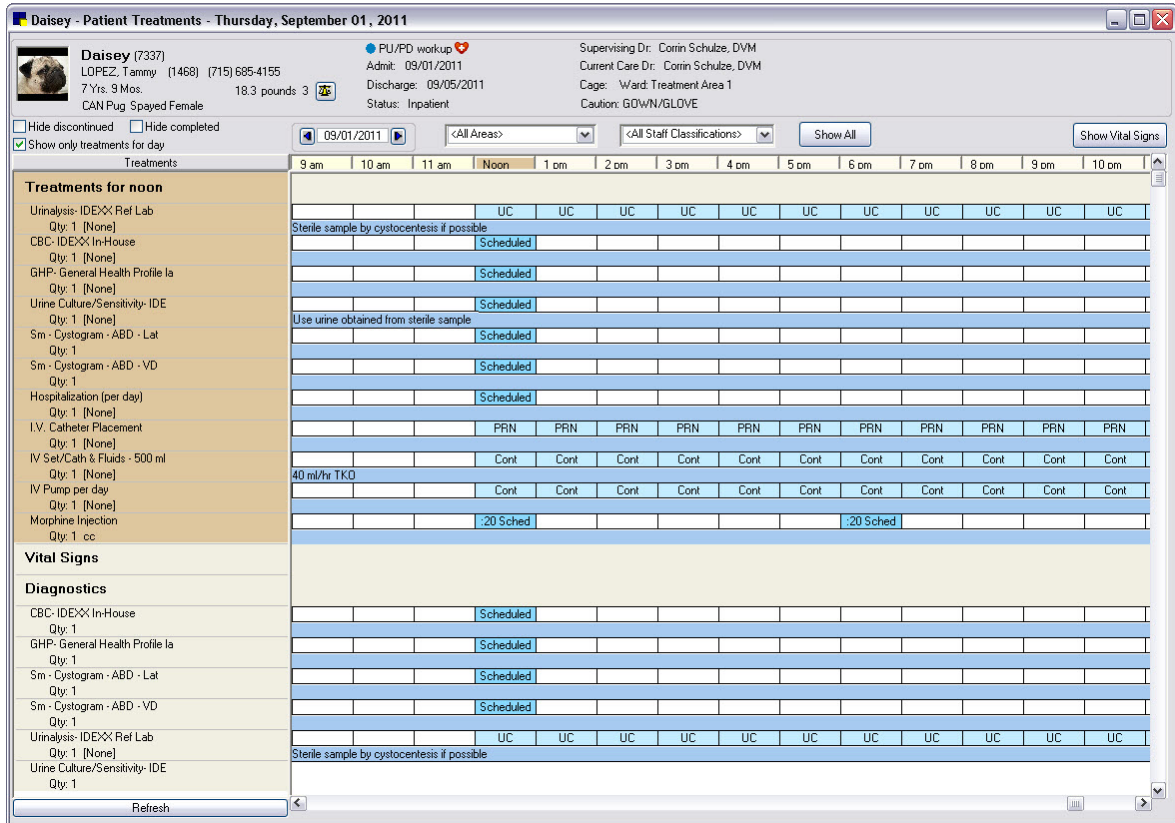 Daisey - Patient Treatments - Thursday, September 01, 2011
Daisey (7337)
LOPEZ, Tammy (1468) (715) 685-4155
7 Yrs. 9 Mos. 18.3 pounds 3
CAN Pug Spayed Female
PU/PD workup
Admit: 09/01/2011
Discharge: 09/05/2011
Status: Inpatient
Supervising Dr: Corrin Schulze, DVM
Current Care Dr: Corrin Schulze, DVM
Cage: Ward: Treatment Area 1
Caution: GOWN/GLOVE
Hide discontinued Hide completed
Show only treatments for day
09/01/2011 <All Areas> <All Staff Classifications> Show All Show Vital Signs
Treatments 9 am 10 am 11 am Noon 1 pm 2 pm 3 pm 4 pm 5 pm 6 pm 7 pm 8 pm 9 pm 10 pm
Treatments for noon
Urinalysis- IDEXX Ref Lab UC UC UC UC UC UC UC UC UC UC UC
Qty: 1 [None] Sterile sample by cystocentesis if possible
CBC- IDEXX In-House Scheduled
Qty: 1 [None]
GHP- General Health Profile la Scheduled
Qty: 1 [None]
Urine Culture/Sensitivity- IDE Scheduled
Qty: 1 [None] Use urine obtained from sterile sample
Sm - Cystogram - ABD - Lat Scheduled
Qty: 1
Sm - Cystogram - ABD - VD Scheduled
Qty: 1
Hospitalization (per day) Scheduled
Qty: 1 [None]
I.V. Catheter Placement PRN PRN PRN PRN PRN PRN PRN PRN PRN PRN PRN
Qty: 1 [None]
IV Set/Cath & Fluids - 500 ml Cont Cont Cont Cont Cont Cont Cont Cont Cont Cont Cont
Qty: 1 [None] 40 ml/hr TKO
IV Pump per day Cont Cont Cont Cont Cont Cont Cont Cont Cont Cont Cont
Qty: 1 [None]
Morphine Injection :20 Sched :20 Sched
Qty: 1 cc
Vital Signs
Diagnostics
CBC- IDEXX In-House Scheduled
Qty: 1
GHP- General Health Profile la Scheduled
Qty: 1
Sm - Cystogram - ABD - Lat Scheduled
Qty: 1
Sm - Cystogram - ABD - VD Scheduled
Qty: 1
Urinalysis- IDEXX Ref Lab UC UC UC UC UC UC UC UC UC UC UC
Qty: 1 [None] Sterile sample by cystocentesis if possible
Urine Culture/Sensitivity- IDE
Qty: 1
Refresh